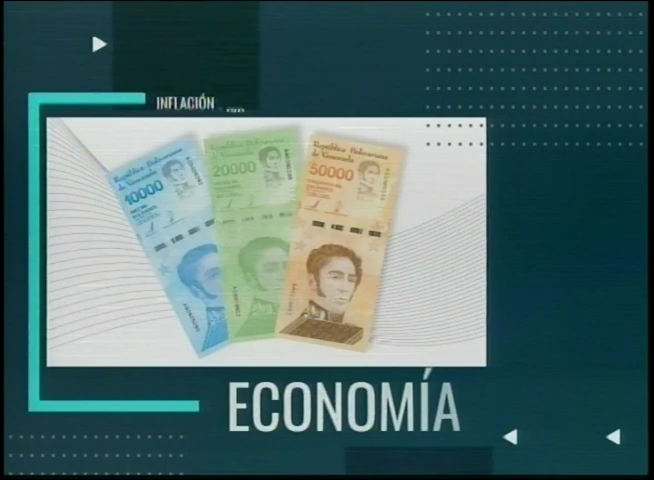 INFLACIÓN
República Bolivariana
de Venezuela
10000
República Bolivariana
de Venezuela
20000
República Bolivariana
de Venezuela
50000
ECONOMÍA